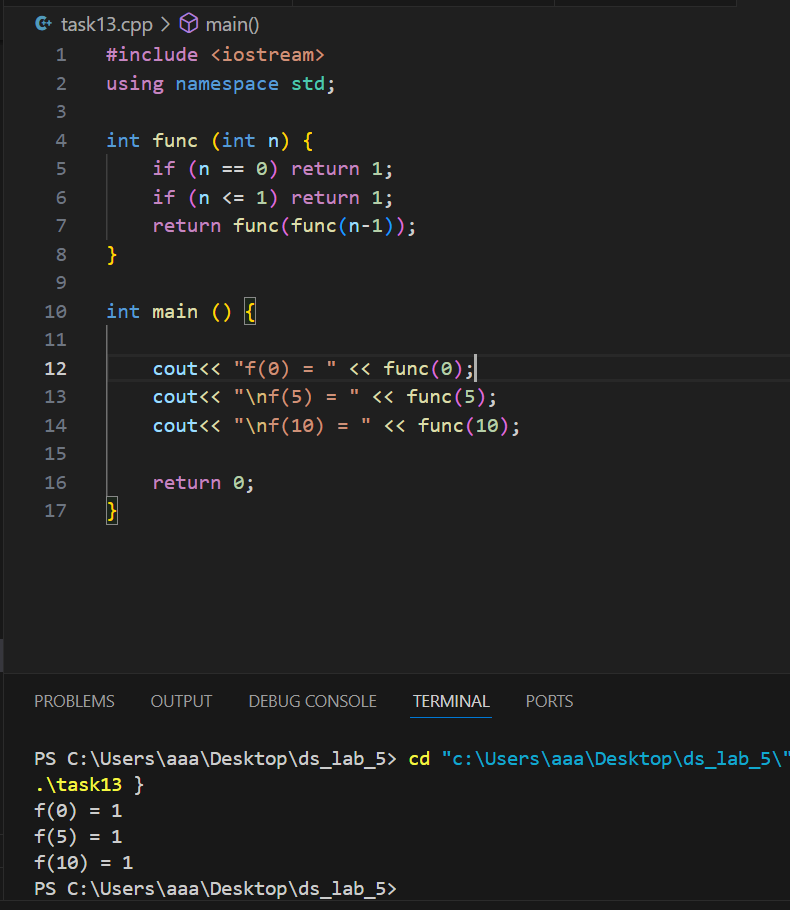 task13.cpp > main()
1 #include <iostream>
2 using namespace std;
3
4 int func (int n) {
5     if (n == 0) return 1;
6     if (n <= 1) return 1;
7     return func(func(n-1));
8 }
9
10 int main () {
11
12     cout<< "f(0) = " << func(0);
13     cout<< "\nf(5) = " << func(5);
14     cout<< "\nf(10) = " << func(10);
15
16     return 0;
17 }
PROBLEMS OUTPUT DEBUG CONSOLE TERMINAL PORTS
PS C:\Users\aaa\Desktop\ds_lab_5> cd "c:\Users\aaa\Desktop\ds_lab_5\"
.\task13 }
f(0) = 1
f(5) = 1
f(10) = 1
PS C:\Users\aaa\Desktop\ds_lab_5>